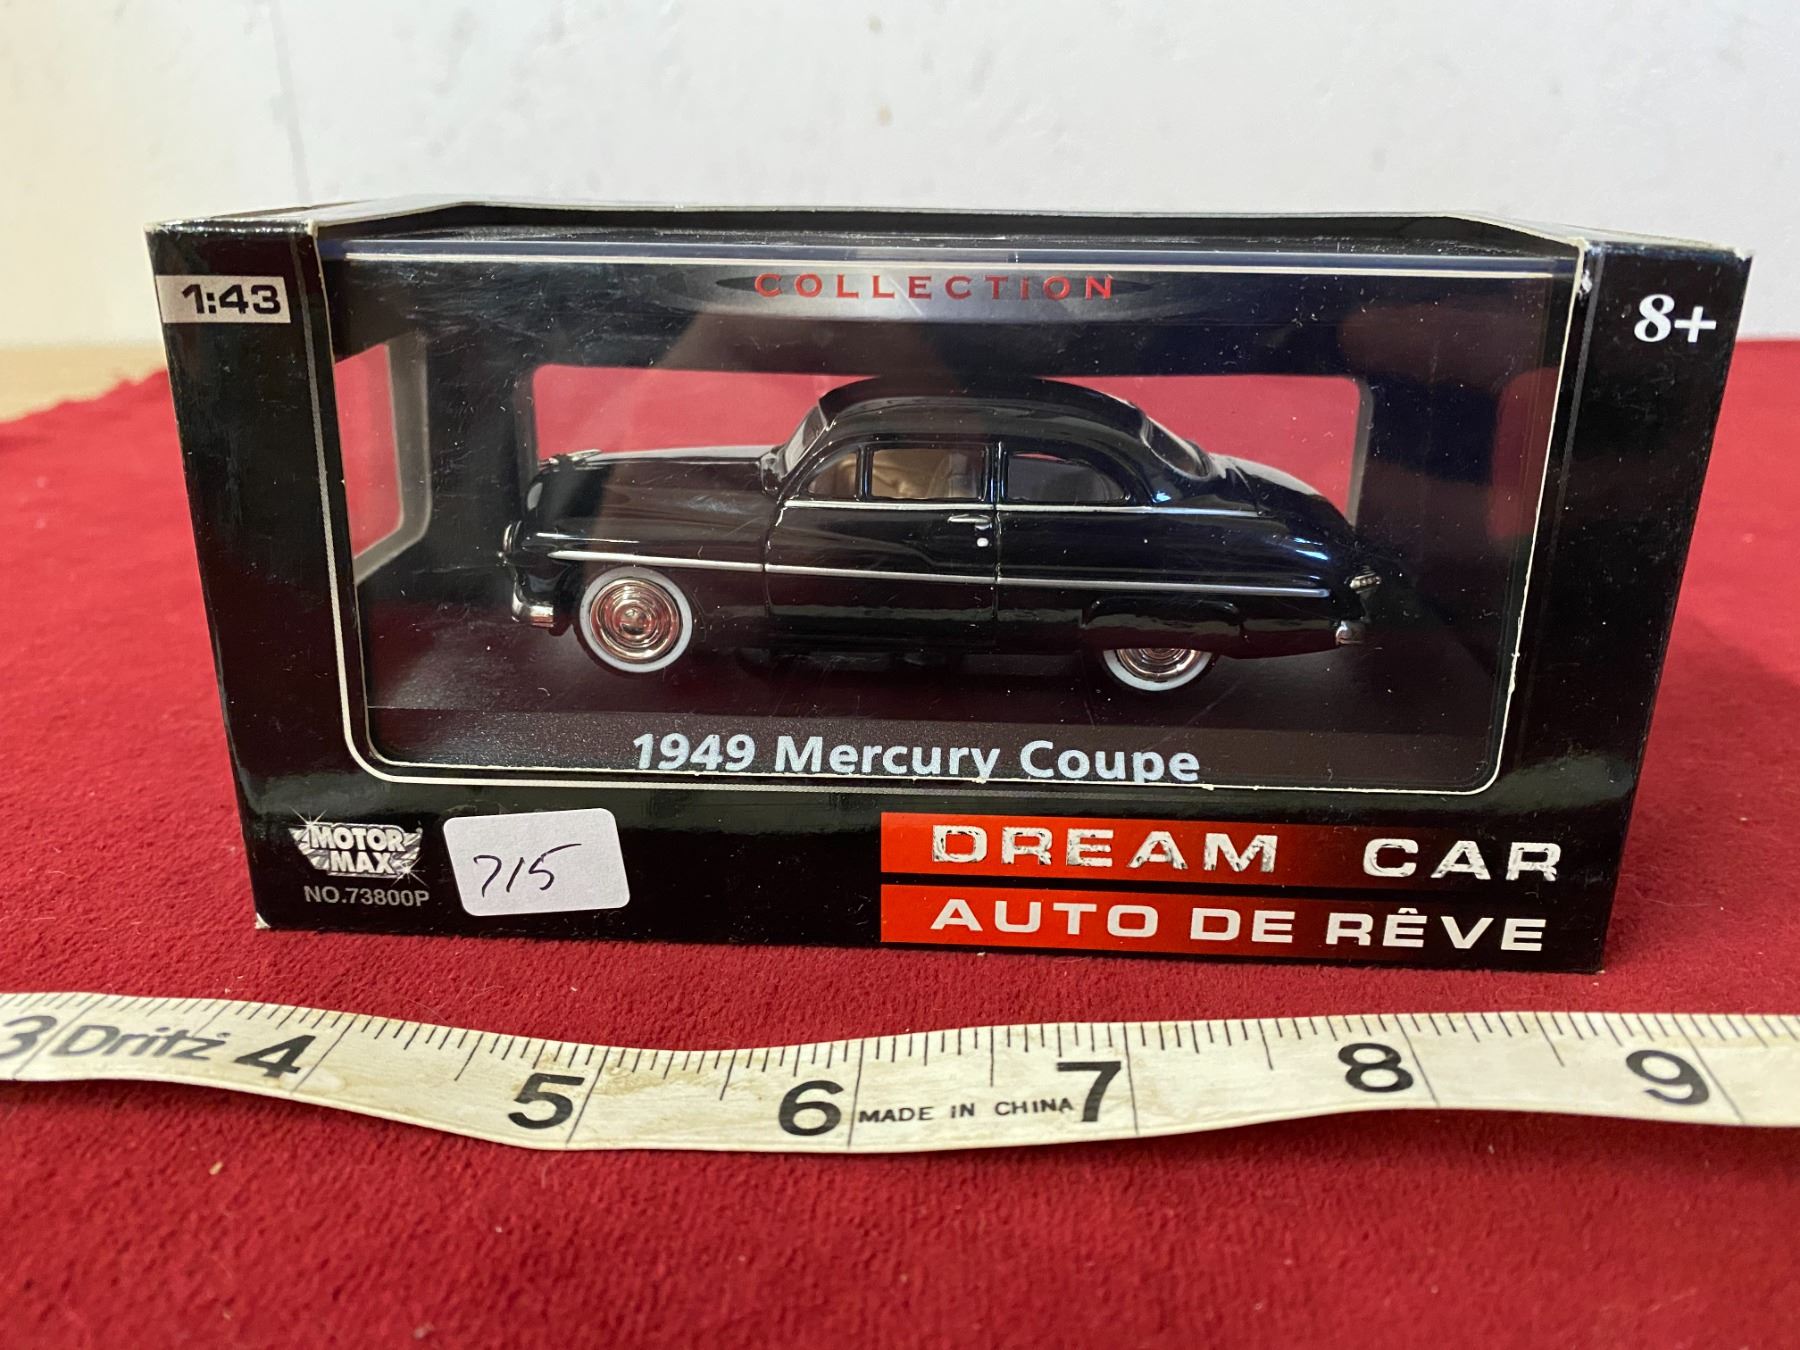 1:43
COLLECTION
8+
1949 Mercury Coupe
MOTOR
MAX
NO.73800P
715
DREAM CAR
AUTO DE RÊVE
3 Dritz 4 5 6 MADE IN CHINA 7 8 9